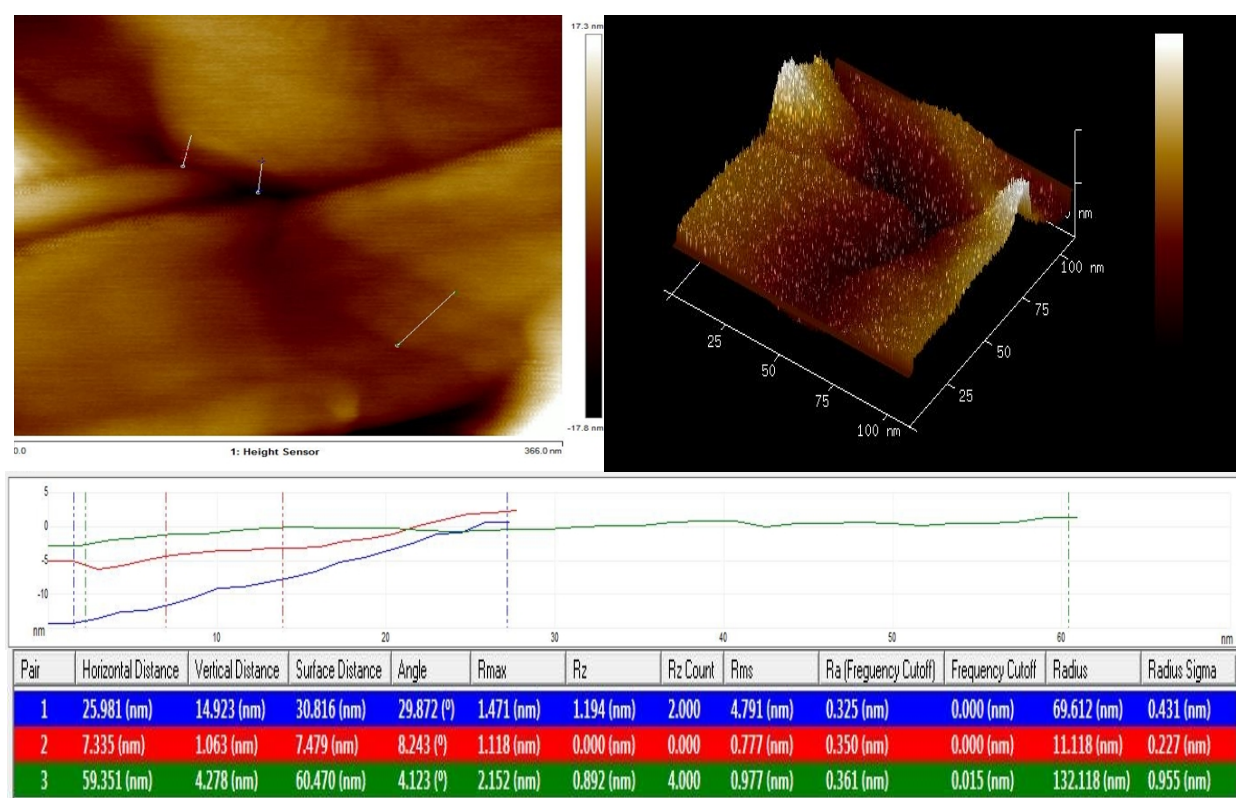 17.3 nm
-17.8 nm
0.0
1: Height Sensor
366.0 nm
nm
100 nm
75
50
25
25
50
75
100 nm
5
0
-5
-10
nm
10
20
30
40
50
60
nm
Pair Horizontal Distance Vertical Distance Surface Distance Angle Rmax Rz Rz Count Rms Ra (Frequency Cutoff) Frequency Cutoff Radius Radius Sigma
1 25.981 (nm) 14.923 (nm) 30.816 (nm) 29.872 (º) 1.471 (nm) 1.194 (nm) 2.000 4.791 (nm) 0.325 (nm) 0.000 (nm) 69.612 (nm) 0.431 (nm)
2 7.335 (nm) 1.063 (nm) 7.479 (nm) 8.243 (º) 1.118 (nm) 0.000 (nm) 0.000 0.777 (nm) 0.350 (nm) 0.000 (nm) 11.118 (nm) 0.227 (nm)
3 59.351 (nm) 4.278 (nm) 60.470 (nm) 4.123 (º) 2.152 (nm) 0.892 (nm) 4.000 0.977 (nm) 0.361 (nm) 0.015 (nm) 132.118 (nm) 0.955 (nm)